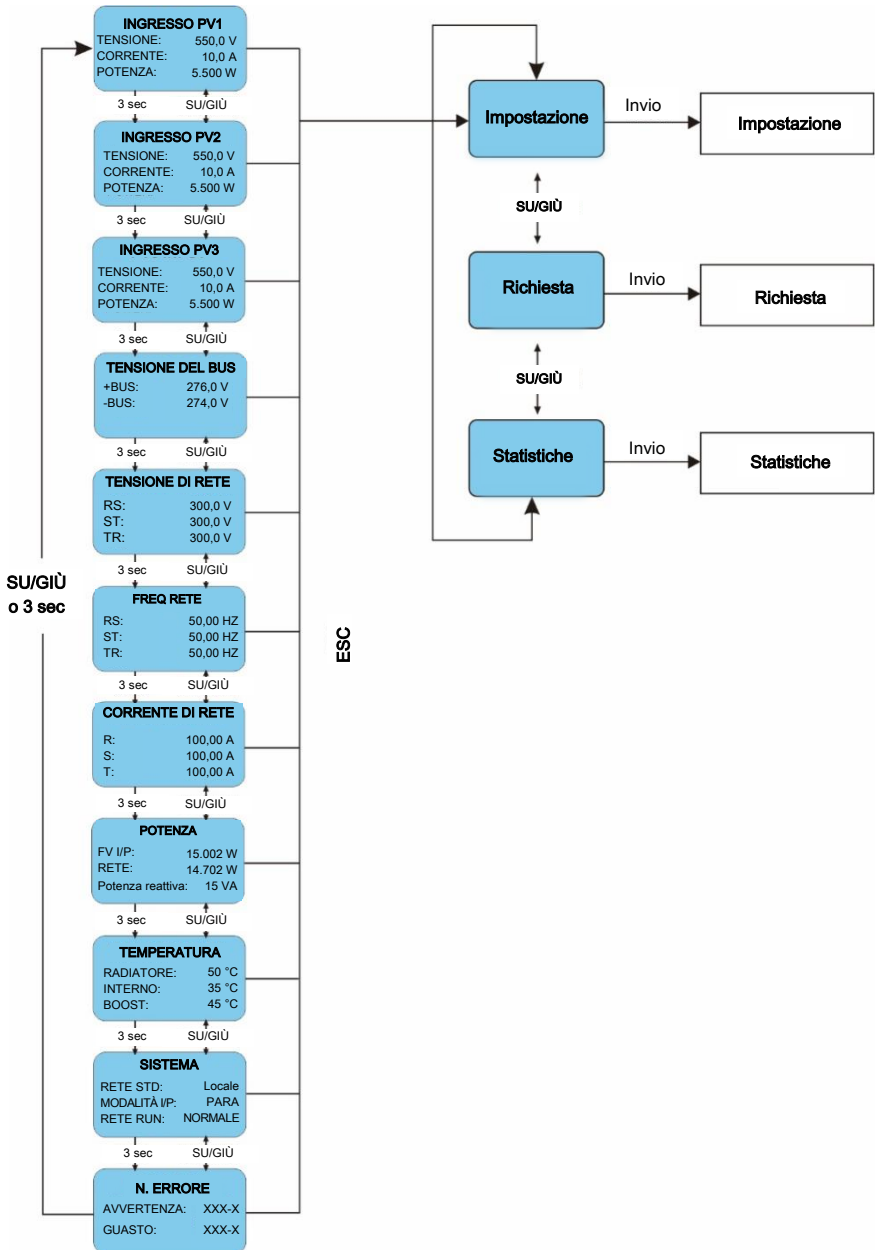 INGRESSO PV1
TENSIONE: 550,0 V
CORRENTE: 10,0 A
POTENZA: 5.500 W
3 sec SU/GIÙ
INGRESSO PV2
TENSIONE: 550,0 V
CORRENTE: 10,0 A
POTENZA: 5.500 W
3 sec SU/GIÙ
INGRESSO PV3
TENSIONE: 550,0 V
CORRENTE: 10,0 A
POTENZA: 5.500 W
3 sec SU/GIÙ
TENSIONE DEL BUS
+BUS: 276,0 V
-BUS: 274,0 V
3 sec SU/GIÙ
TENSIONE DI RETE
RS: 300,0 V
ST: 300,0 V
TR: 300,0 V
3 sec SU/GIÙ
FREQ RETE
RS: 50,00 HZ
ST: 50,00 HZ
TR: 50,00 HZ
3 sec SU/GIÙ
CORRENTE DI RETE
R: 100,00 A
S: 100,00 A
T: 100,00 A
3 sec SU/GIÙ
POTENZA
FV I/P: 15.002 W
RETE: 14.702 W
Potenza reattiva: 15 VA
3 sec SU/GIÙ
TEMPERATURA
RADIATORE: 50 °C
INTERNO: 35 °C
BOOST: 45 °C
3 sec SU/GIÙ
SISTEMA
RETE STD: Locale
MODALITÀ I/P: PARA
RETE RUN: NORMALE
3 sec SU/GIÙ
N. ERRORE
AVVERTENZA: XXX-X
GUASTO: XXX-X
SU/GIÙ
o 3 sec
ESC
Impostazione
Invio
Impostazione
SU/GIÙ
Richiesta
Invio
Richiesta
SU/GIÙ
Statistiche
Invio
Statistiche